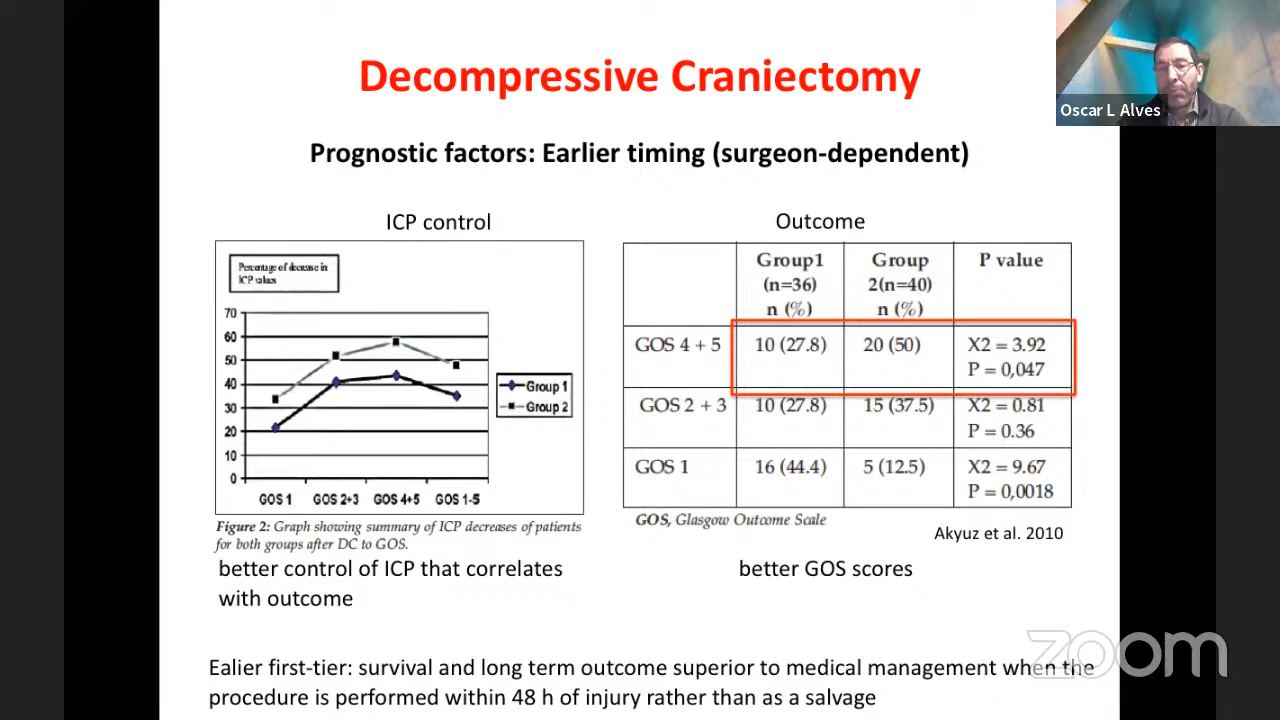 Decompressive Craniectomy
Oscar L Alves
Prognostic factors: Earlier timing (surgeon-dependent)
ICP control
Percentage of decrease in
ICP values
70
60
50
40
30
20
10
0
GOS 1 GOS 2+3 GOS 4+5 GOS 1-5
Group 1
Group 2
Figure 2: Graph showing summary of ICP decreases of patients
for both groups after DC to GOS.
better control of ICP that correlates
with outcome
Outcome
Group1 (n=36) n (%) Group 2(n=40) n (%) P value
GOS 4 + 5 10 (27.8) 20 (50) X2 = 3.92 P = 0,047
GOS 2 + 3 10 (27.8) 15 (37.5) X2 = 0.81 P = 0.36
GOS 1 16 (44.4) 5 (12.5) X2 = 9.67 P = 0,0018
GOS, Glasgow Outcome Scale
Akyuz et al. 2010
better GOS scores
Ealier first-tier: survival and long term outcome superior to medical management when the
procedure is performed within 48 h of injury rather than as a salvage
zoom